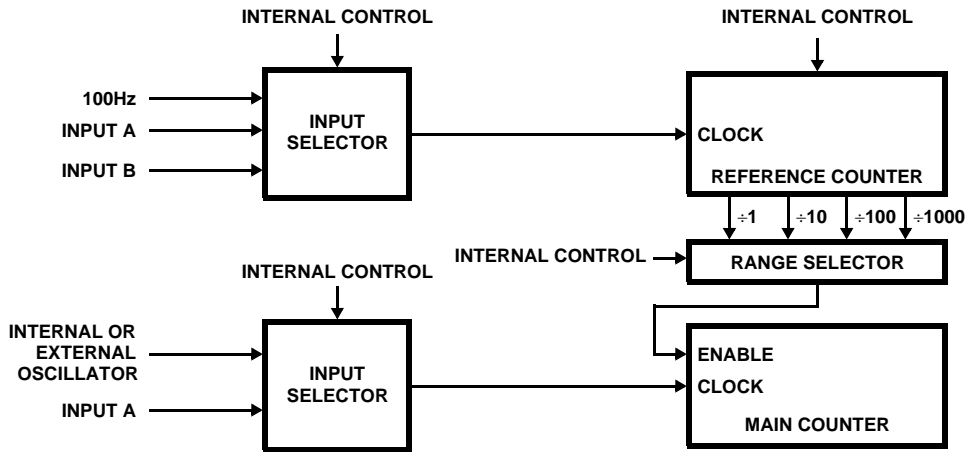 INTERNAL CONTROL
INTERNAL CONTROL
100Hz
INPUT A
INPUT B
INPUT
SELECTOR
CLOCK
REFERENCE COUNTER
÷1
÷10
÷100
÷1000
INTERNAL CONTROL
RANGE SELECTOR
INTERNAL CONTROL
INTERNAL OR
EXTERNAL
OSCILLATOR
INPUT A
INPUT
SELECTOR
ENABLE
CLOCK
MAIN COUNTER